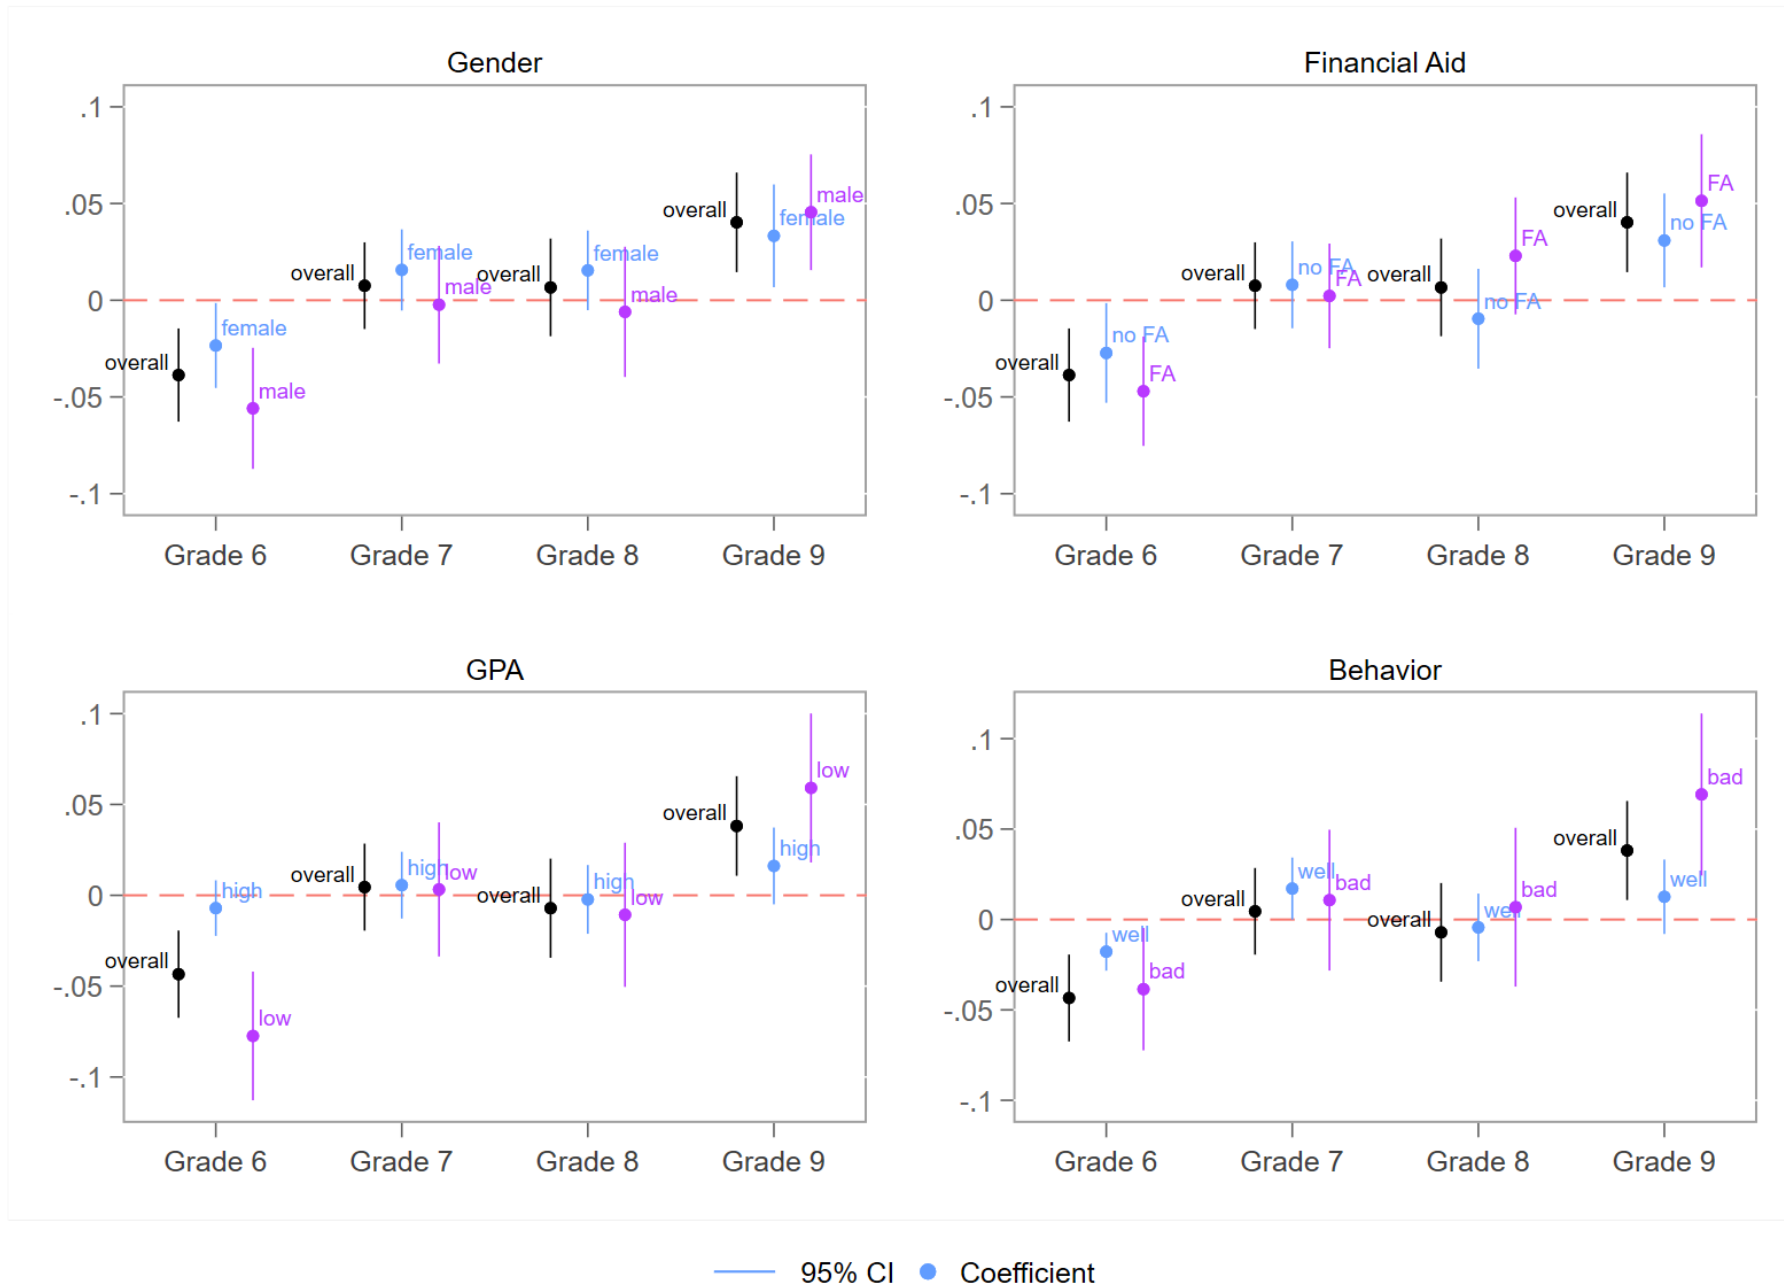 Gender
.1
.05
0
-.05
-.1
overall
female
male
overall
female
male
overall
female
male
overall
female
male
Grade 6
Grade 7
Grade 8
Grade 9
Financial Aid
.1
.05
0
-.05
-.1
overall
no FA
FA
overall
no FA
FA
overall
no FA
FA
overall
no FA
FA
Grade 6
Grade 7
Grade 8
Grade 9
GPA
.1
.05
0
-.05
-.1
overall
high
low
overall
high
low
overall
high
low
overall
high
low
Grade 6
Grade 7
Grade 8
Grade 9
Behavior
.1
.05
0
-.05
-.1
overall
well
bad
overall
well
bad
overall
well
bad
overall
well
bad
Grade 6
Grade 7
Grade 8
Grade 9
95% CI
Coefficient